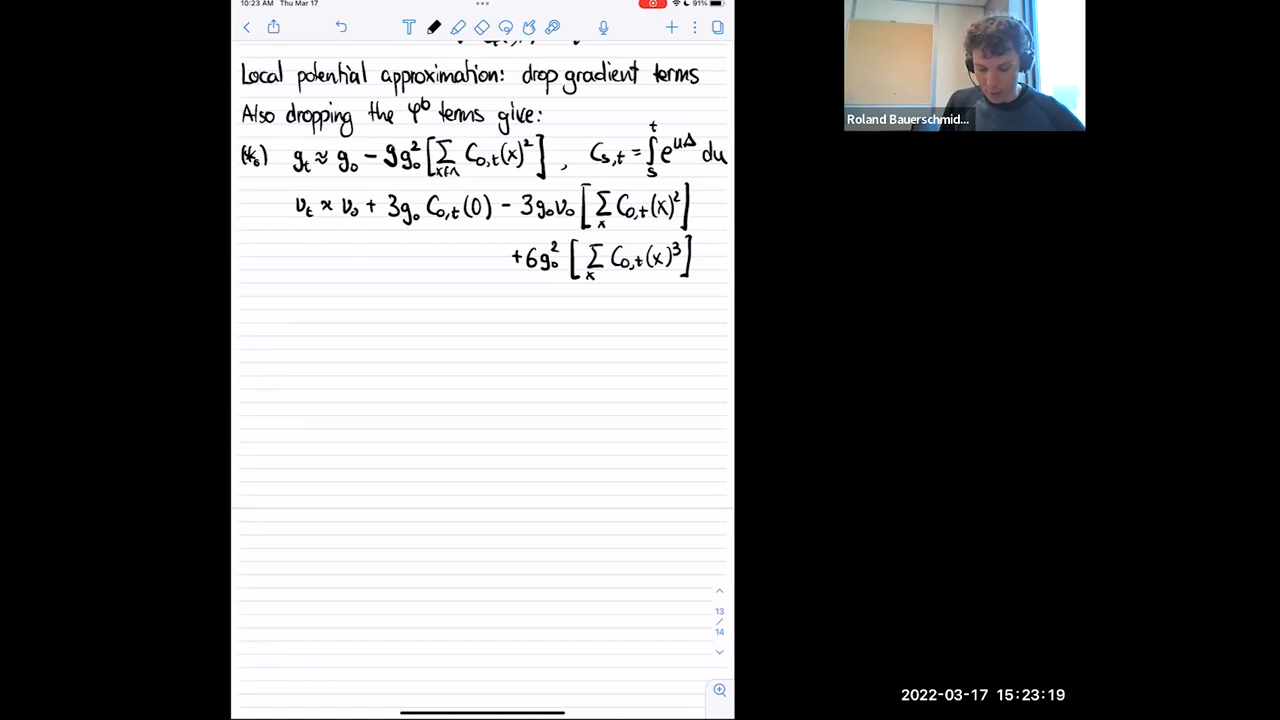 10:23 AM Thu Mar 17
91%
Local potential approximation: drop gradient terms
Also dropping the φ⁶ terms give:
g_t ≈ g_0 − 9g_0² [∑_{x∈Λ} C_{0,t}(x)²], C_{s,t} = ∫_s^t e^{uΔ} du
ν_t ≈ ν_0 + 3g_0 C_{0,t}(0) − 3g_0ν_0 [∑_x C_{0,t}(x)²]
+6g_0² [∑_x C_{0,t}(x)³]
13
/
14
Roland Bauerschmid...
2022-03-17 15:23:19